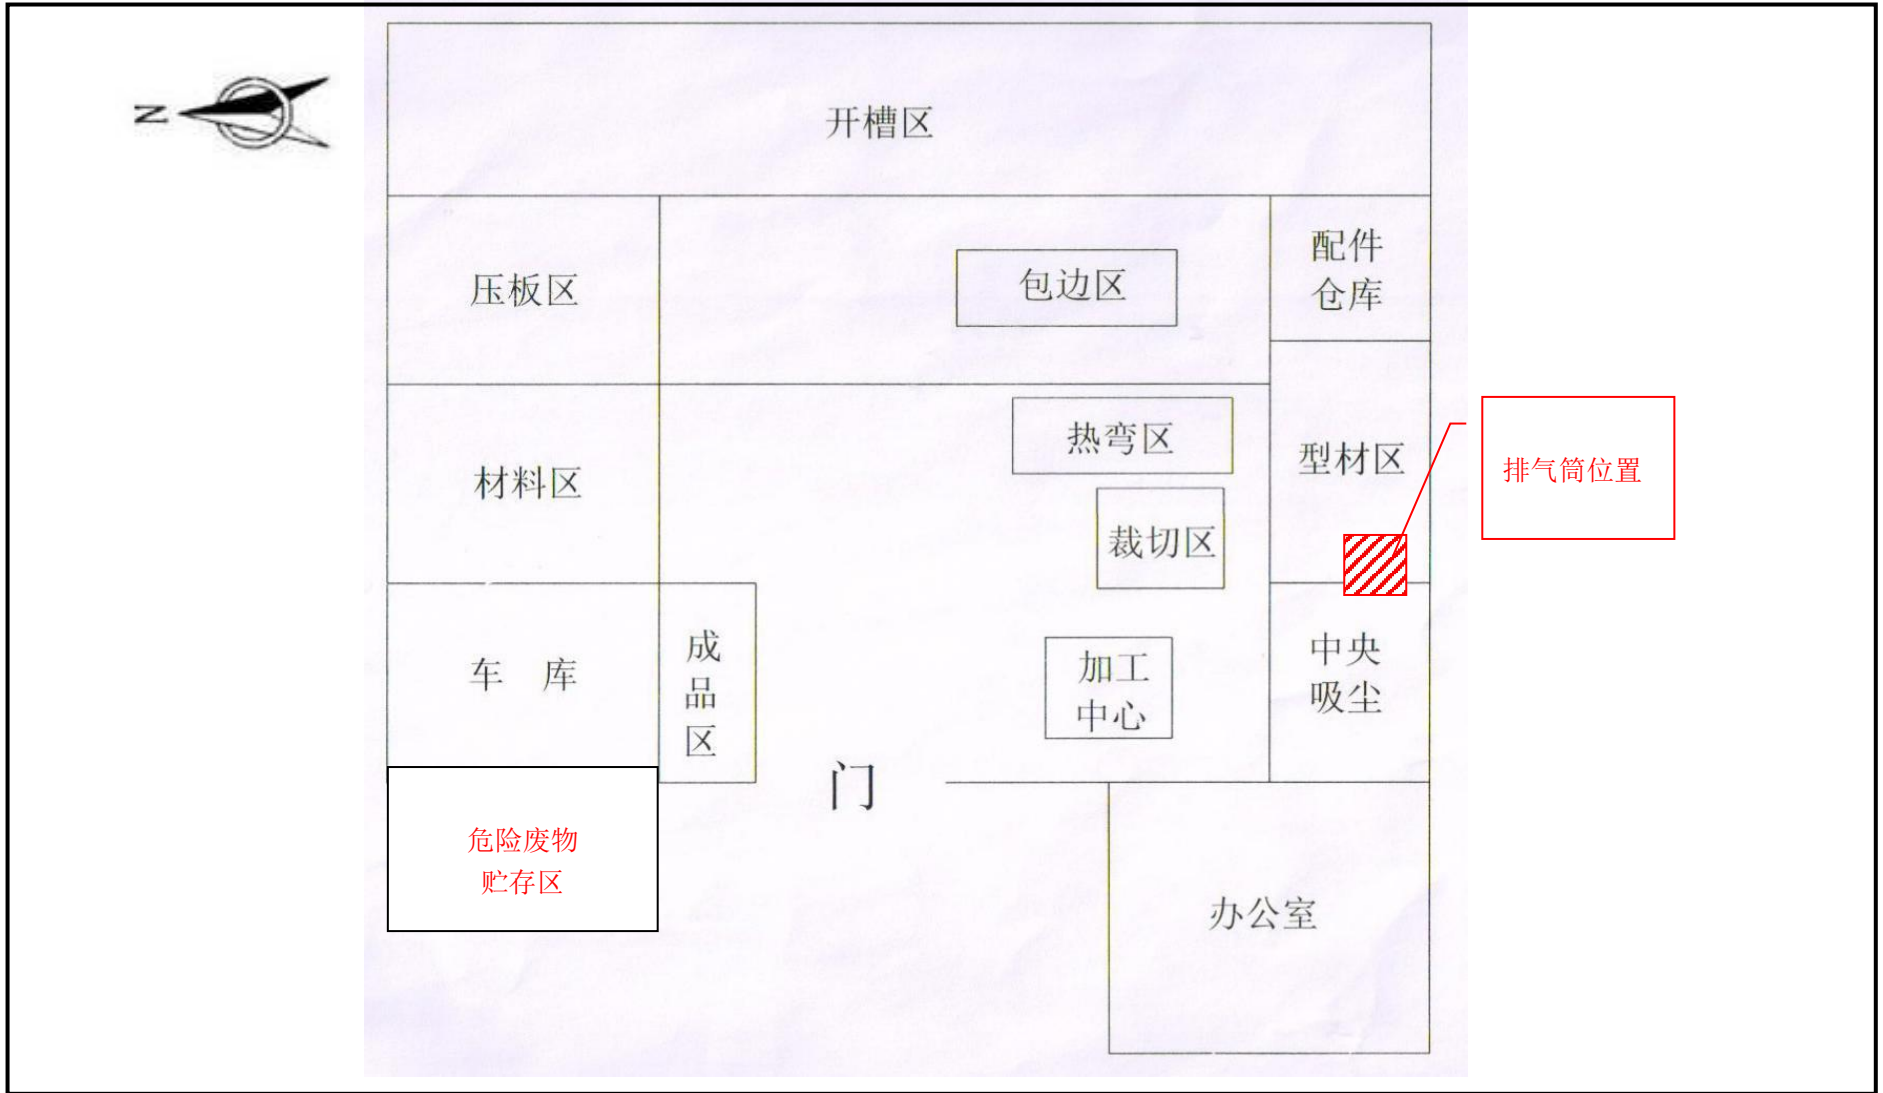 N
开槽区
压板区
包边区
配件
仓库
热弯区
材料区
型材区
排气筒位置
裁切区
车 库
成
品
区
加工
中心
中央
吸尘
门
危险废物
贮存区
办公室